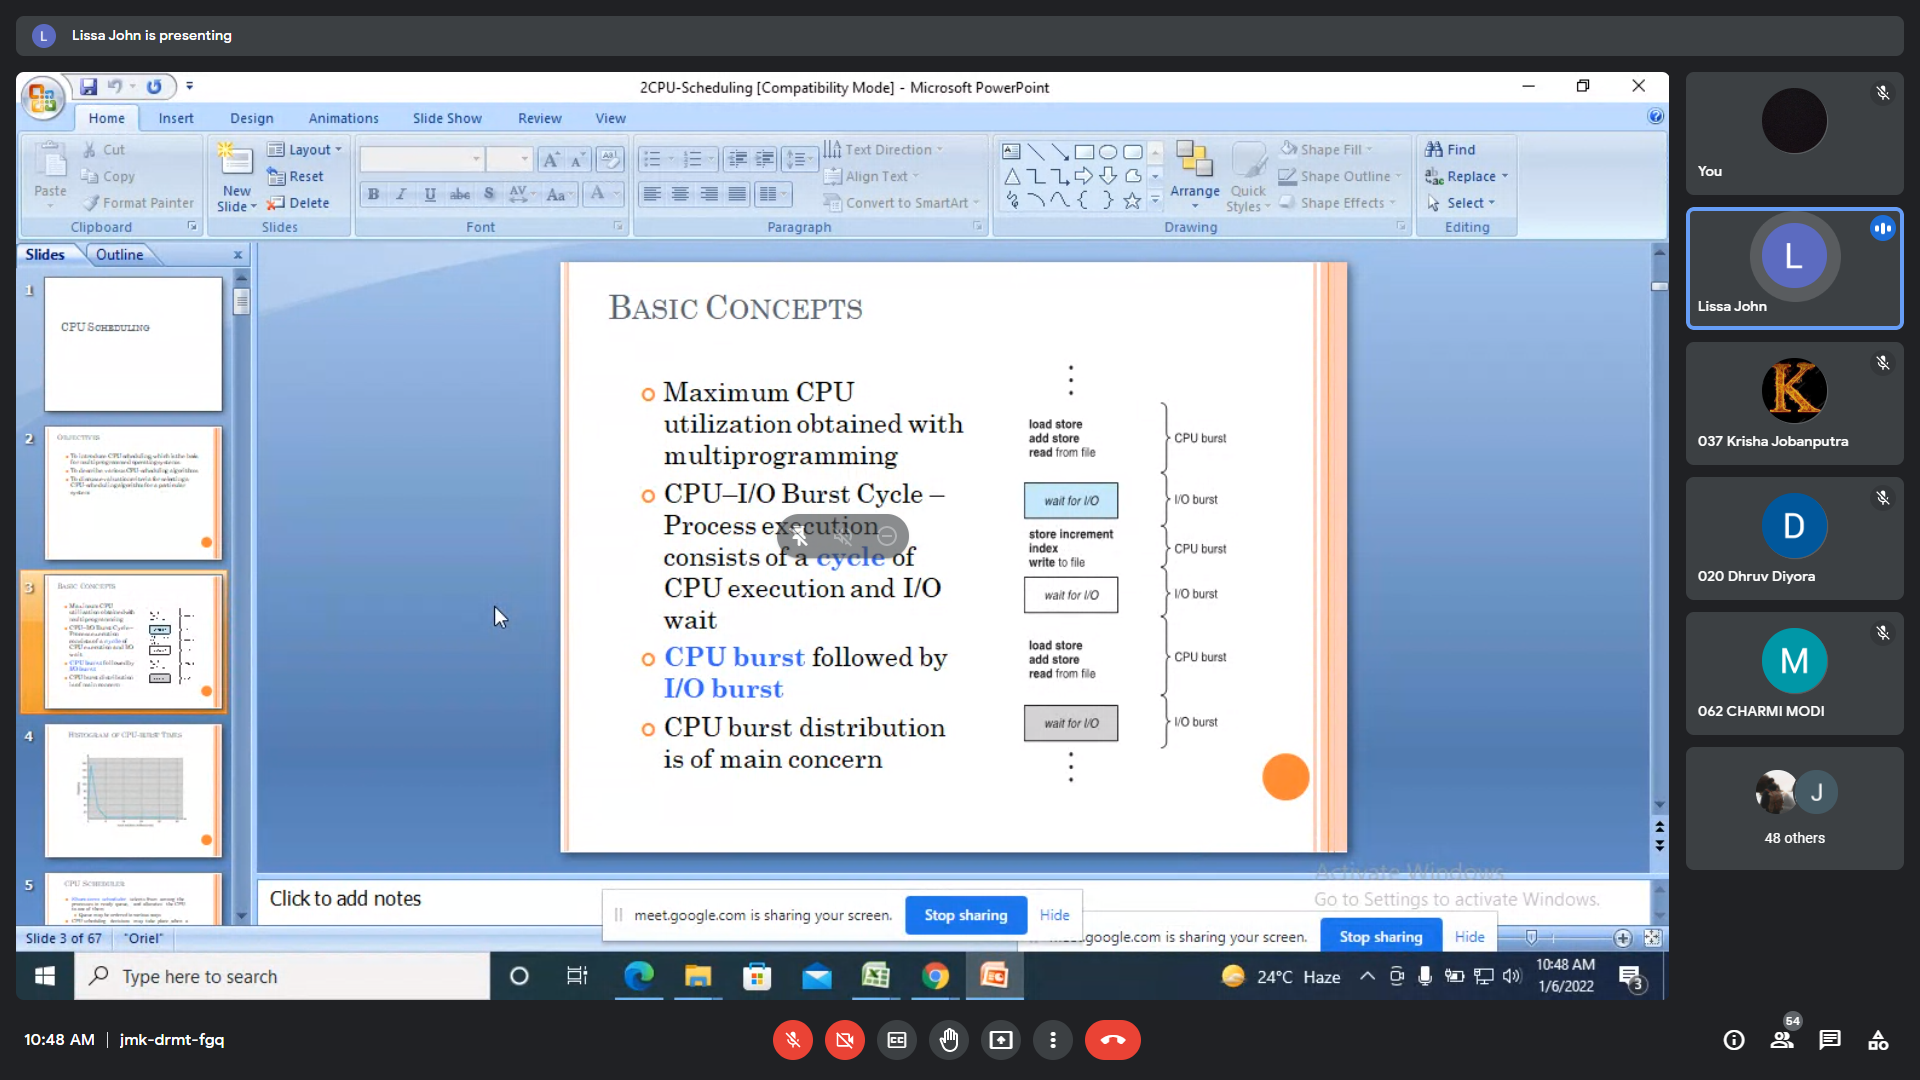 L Lissa John is presenting
2CPU-Scheduling [Compatibility Mode] - Microsoft PowerPoint
Home Insert Design Animations Slide Show Review View
Paste
Cut
Copy
Format Painter
Clipboard
New
Slide
Layout
Reset
Delete
Slides
B I U abc S AV Aa A
Font
Text Direction
Align Text
Convert to SmartArt
Paragraph
Arrange
Quick
Styles
Shape Fill
Shape Outline
Shape Effects
Drawing
Find
Replace
Select
Editing
Slides Outline x
1
CPU SCHEDULING
2
OBJECTIVES
3
BASIC CONCEPTS
4
HISTOGRAM OF CPU-BURST TIMES
5
CPU SCHEDULER
BASIC CONCEPTS
Maximum CPU
utilization obtained with
multiprogramming
CPU–I/O Burst Cycle –
Process execution
consists of a cycle of
CPU execution and I/O
wait
CPU burst followed by
I/O burst
CPU burst distribution
is of main concern
load store
add store
read from file
CPU burst
wait for I/O
I/O burst
store increment
index
write to file
CPU burst
wait for I/O
I/O burst
load store
add store
read from file
CPU burst
wait for I/O
I/O burst
Click to add notes
Activate Windows
Go to Settings to activate Windows.
meet.google.com is sharing your screen. Stop sharing Hide
google.com is sharing your screen. Stop sharing Hide
Slide 3 of 67 "Oriel"
Type here to search
24°C Haze
10:48 AM
1/6/2022
3
You
L
Lissa John
K
037 Krisha Jobanputra
D
020 Dhruv Diyora
M
062 CHARMI MODI
J
48 others
10:48 AM | jmk-drmt-fgq
54